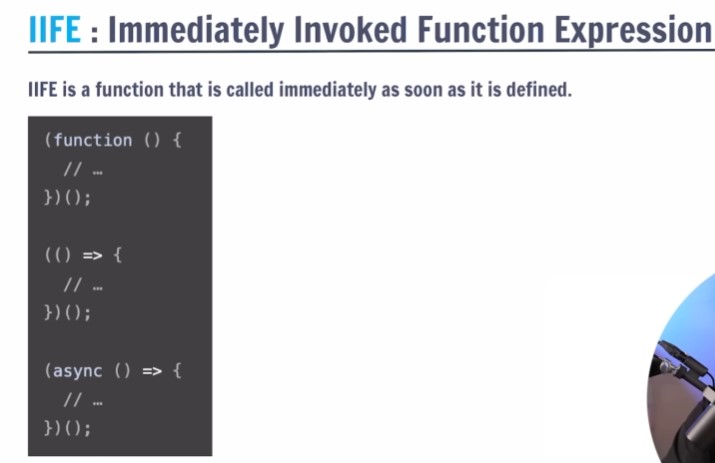 IIFE : Immediately Invoked Function Expression
IIFE is a function that is called immediately as soon as it is defined.
(function () {
// …
})();
(() => {
// …
})();
(async () => {
// …
})();